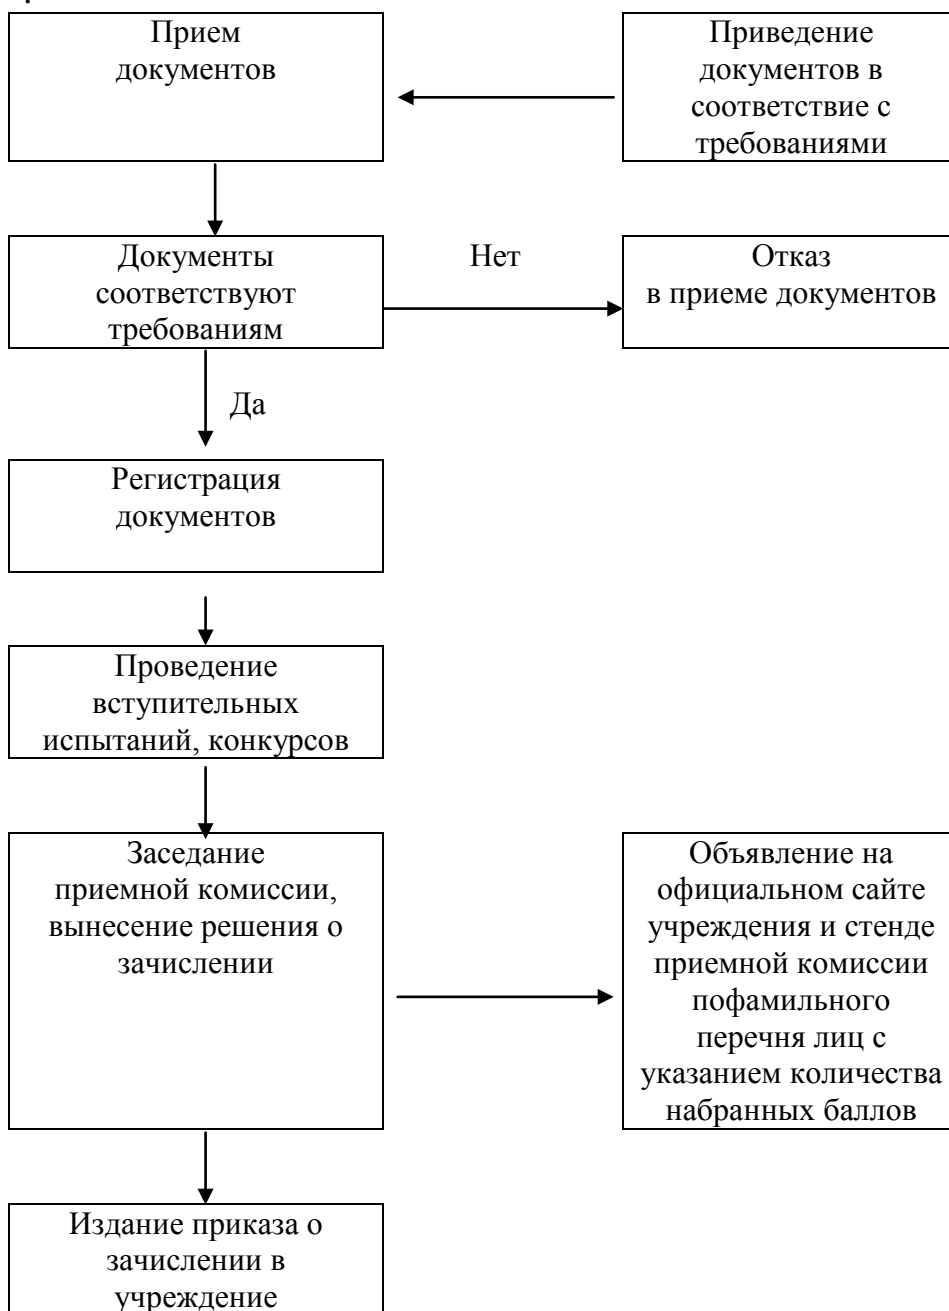 Прием
документов
Приведение
документов в
соответствие с
требованиями
Документы
соответствуют
требованиям
Нет
Отказ
в приеме документов
Да
Регистрация
документов
Проведение
вступительных
испытаний, конкурсов
Заседание
приемной комиссии,
вынесение решения о
зачислении
Объявление на
официальном сайте
учреждения и стенде
приемной комиссии
пофамильного
перечня лиц с
указанием количества
набранных баллов
Издание приказа о
зачислении в
учреждение